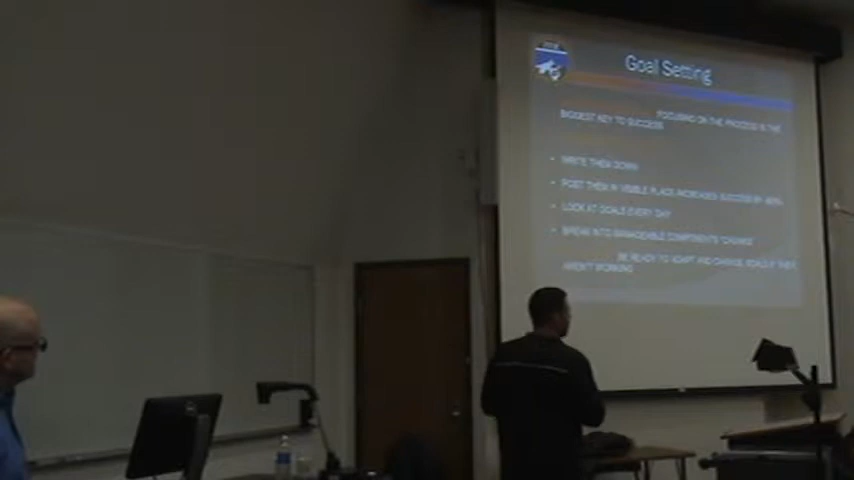 Goal Setting
FOCUSING ON THE PROCESS IS THE
BIGGEST KEY TO SUCCESS
• WRITE THEM DOWN
• POST THEM IN VISIBLE PLACE INCREASES SUCCESS BY
• LOOK AT GOALS EVERY DAY
• BREAK INTO MANAGEABLE COMPONENTS "CHUNKS"
BE READY TO ADAPT AND CHANGE GOALS IF THEY
AREN'T WORKING